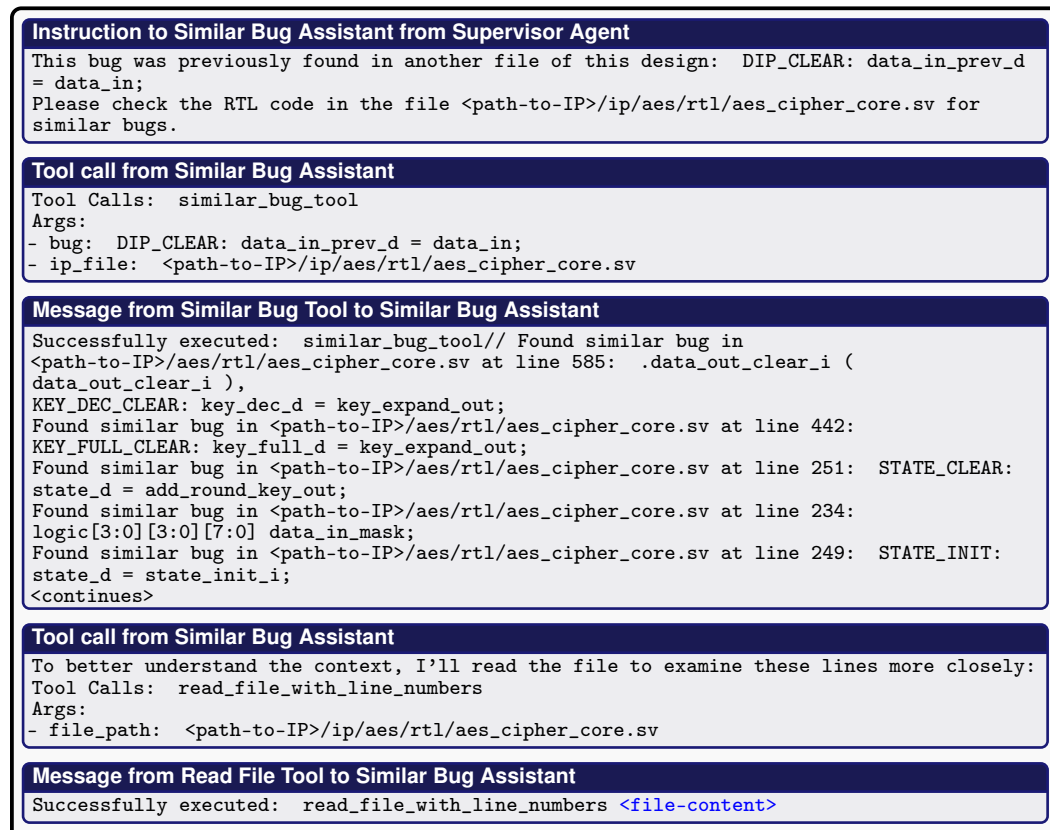 Instruction to Similar Bug Assistant from Supervisor Agent
This bug was previously found in another file of this design: DIP_CLEAR: data_in_prev_d
= data_in;
Please check the RTL code in the file <path-to-IP>/ip/aes/rtl/aes_cipher_core.sv for
similar bugs.
Tool call from Similar Bug Assistant
Tool Calls: similar_bug_tool
Args:
- bug: DIP_CLEAR: data_in_prev_d = data_in;
- ip_file: <path-to-IP>/ip/aes/rtl/aes_cipher_core.sv
Message from Similar Bug Tool to Similar Bug Assistant
Successfully executed: similar_bug_tool// Found similar bug in
<path-to-IP>/aes/rtl/aes_cipher_core.sv at line 585: .data_out_clear_i (
data_out_clear_i ),
KEY_DEC_CLEAR: key_dec_d = key_expand_out;
Found similar bug in <path-to-IP>/aes/rtl/aes_cipher_core.sv at line 442:
KEY_FULL_CLEAR: key_full_d = key_expand_out;
Found similar bug in <path-to-IP>/aes/rtl/aes_cipher_core.sv at line 251: STATE_CLEAR:
state_d = add_round_key_out;
Found similar bug in <path-to-IP>/aes/rtl/aes_cipher_core.sv at line 234:
logic[3:0][3:0][7:0] data_in_mask;
Found similar bug in <path-to-IP>/aes/rtl/aes_cipher_core.sv at line 249: STATE_INIT:
state_d = state_init_i;
<continues>
Tool call from Similar Bug Assistant
To better understand the context, I'll read the file to examine these lines more closely:
Tool Calls: read_file_with_line_numbers
Args:
- file_path: <path-to-IP>/ip/aes/rtl/aes_cipher_core.sv
Message from Read File Tool to Similar Bug Assistant
Successfully executed: read_file_with_line_numbers <file-content>